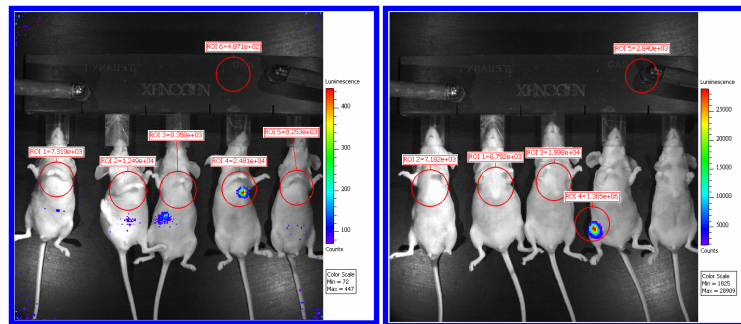 ROI 6=4.871e+02
XENOGEN
ROI 1=7.319e+03
ROI 2=1.249e+04
ROI 3=8.358e+03
ROI 4=2.481e+04
ROI 5=8.253e+03
Luminescence
400
300
200
100
Counts
Color Scale
Min = 72
Max = 447
ROI 5=2.840e+03
XENOGEN
ROI 2=7.182e+03
ROI 1=6.792e+03
ROI 3=1.998e+04
ROI 4=1.365e+06
Luminescence
25000
20000
15000
10000
5000
Counts
Color Scale
Min = 1825
Max = 28909